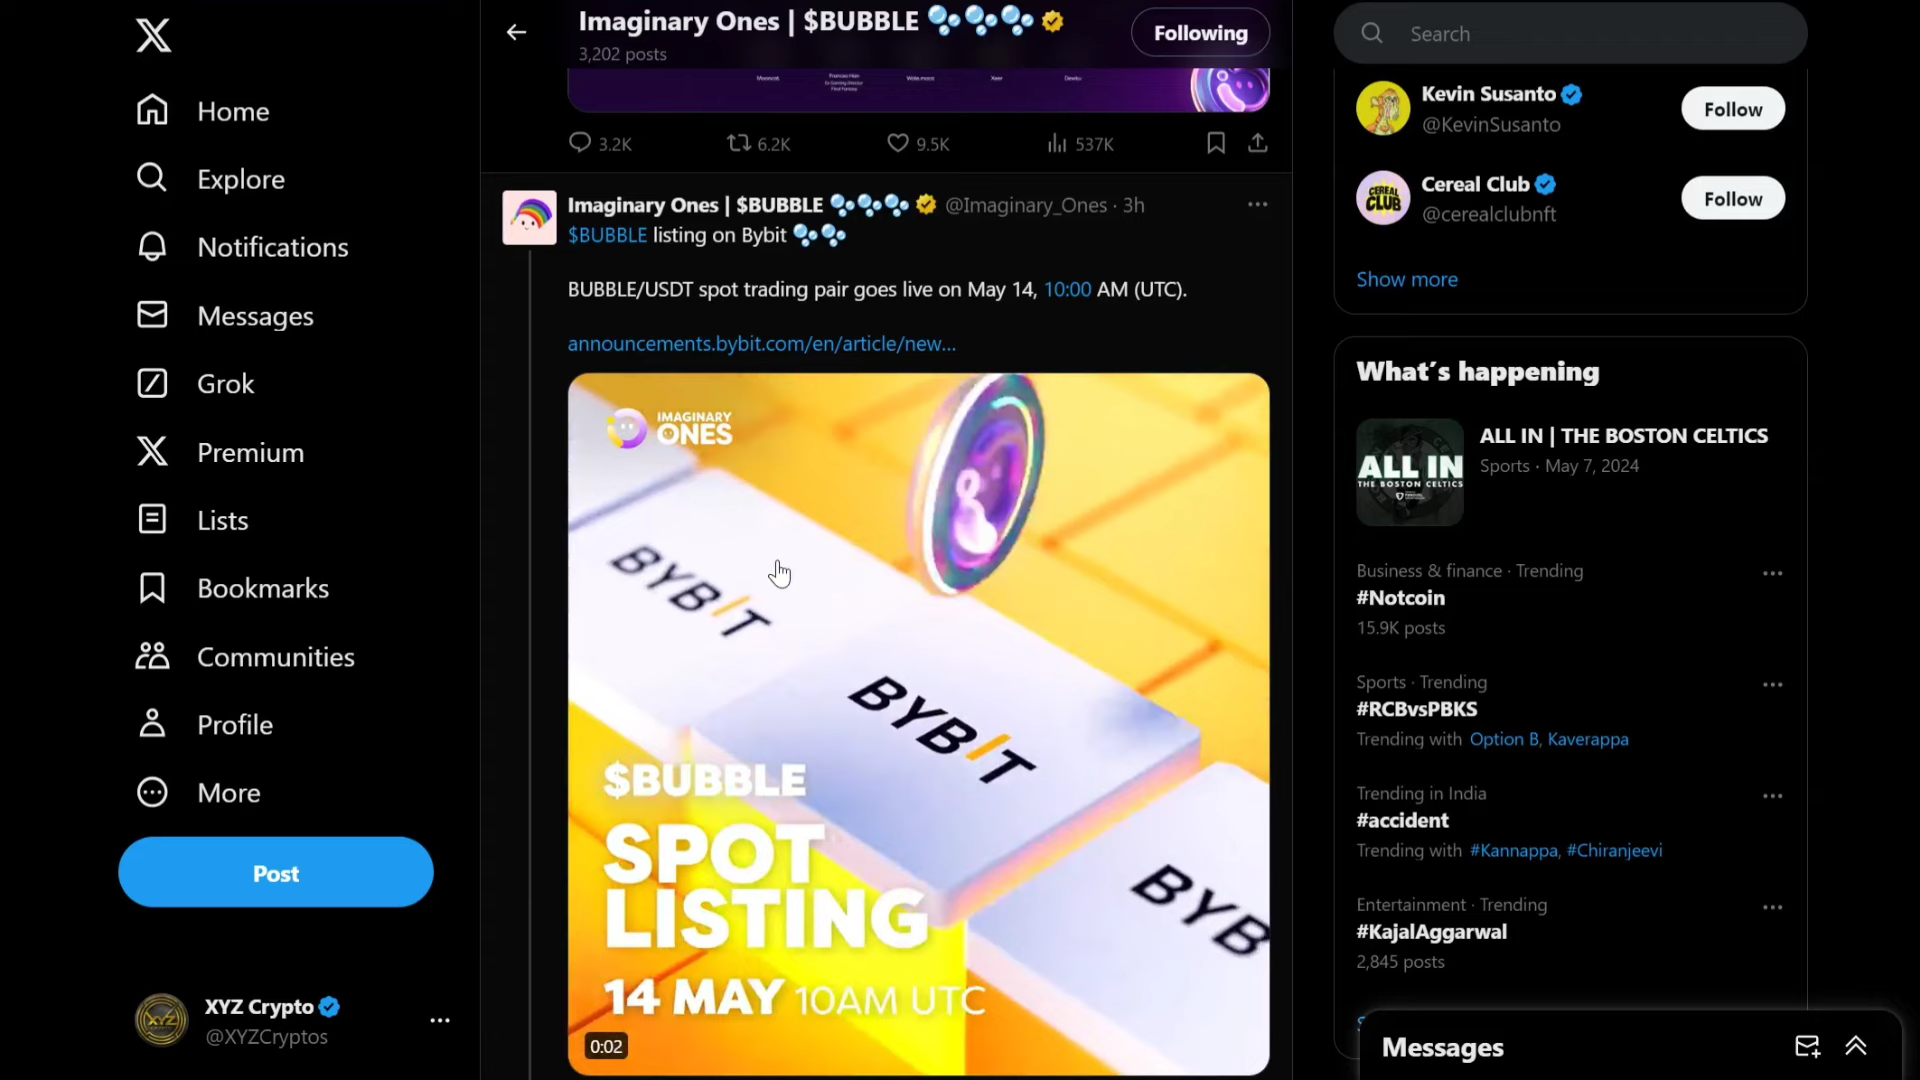 Home
Explore
Notifications
Messages
Grok
Premium
Lists
Bookmarks
Communities
Profile
More
Post
XYZ Crypto
@XYZCryptos
Imaginary Ones | $BUBBLE
3,202 posts
Following
3.2K 6.2K 9.5K 537K
Imaginary Ones | $BUBBLE @Imaginary_Ones · 3h
$BUBBLE listing on Bybit
BUBBLE/USDT spot trading pair goes live on May 14, 10:00 AM (UTC).
announcements.bybit.com/en/article/new...
IMAGINARY
ONES
BYBIT
BYBIT
BYB
$BUBBLE
SPOT
LISTING
14 MAY 10AM UTC
0:02
Search
Kevin Susanto
@KevinSusanto
Follow
CEREAL
CLUB
Cereal Club
@cerealclubnft
Follow
Show more
What's happening
ALL IN
THE BOSTON CELTICS
ALL IN | THE BOSTON CELTICS
Sports · May 7, 2024
Business & finance · Trending
#Notcoin
15.9K posts
Sports · Trending
#RCBvsPBKS
Trending with Option B, Kaverappa
Trending in India
#accident
Trending with #Kannappa, #Chiranjeevi
Entertainment · Trending
#KajalAggarwal
2,845 posts
Messages